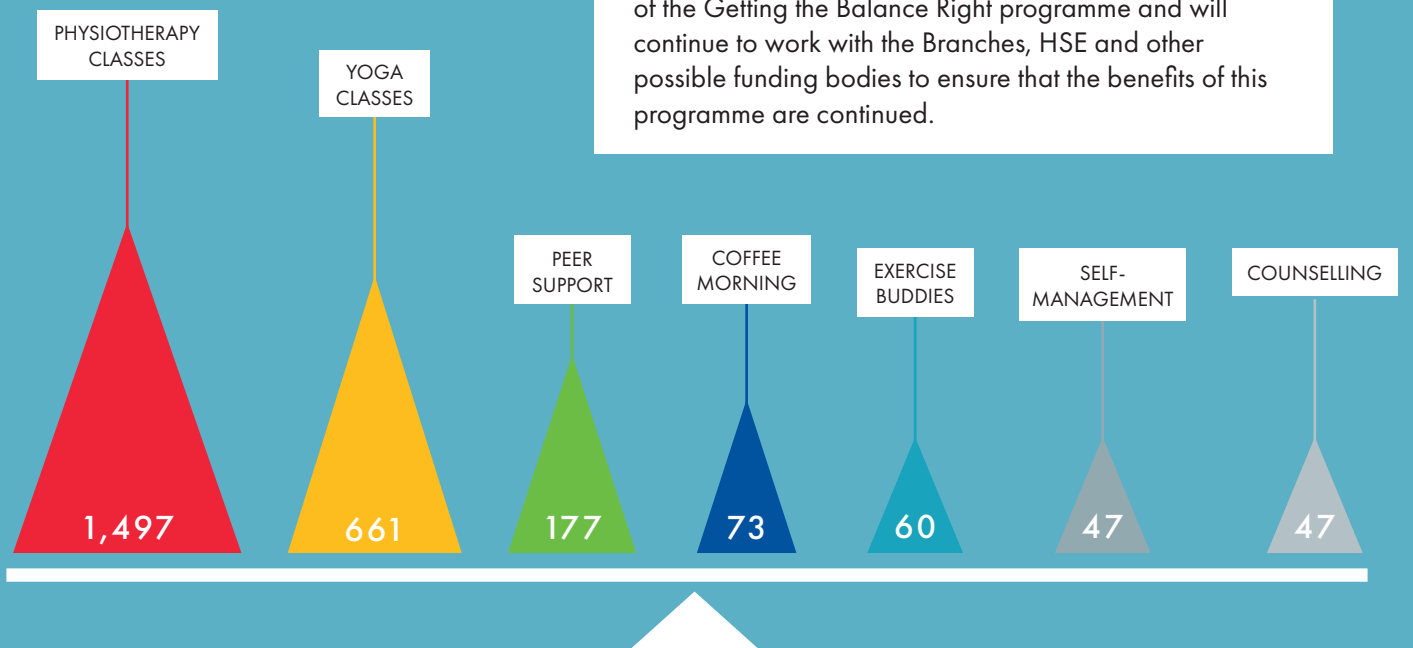 of the Getting the Balance Right programme and will
continue to work with the Branches, HSE and other
possible funding bodies to ensure that the benefits of this
programme are continued.
PHYSIOTHERAPY
CLASSES
YOGA
CLASSES
PEER
SUPPORT
COFFEE
MORNING
EXERCISE
BUDDIES
SELF-
MANAGEMENT
COUNSELLING
1,497
661
177
73
60
47
47